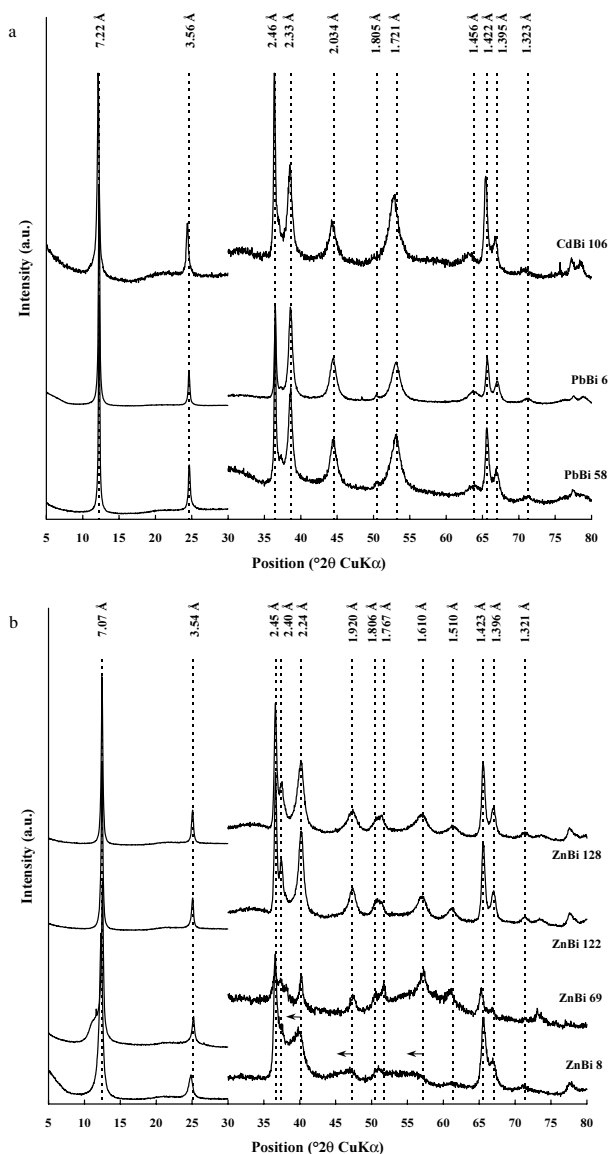 a
7.22 Å
3.56 Å
2.46 Å
2.33 Å
2.034 Å
1.805 Å
1.721 Å
1.456 Å
1.422 Å
1.395 Å
1.323 Å
Intensity (a.u.)
CdBi 106
PbBi 6
PbBi 58
5 10 15 20 25 30 35 40 45 50 55 60 65 70 75 80
Position (°2θ CuKα)
b
7.07 Å
3.54 Å
2.45 Å
2.40 Å
2.24 Å
1.920 Å
1.806 Å
1.767 Å
1.610 Å
1.510 Å
1.423 Å
1.396 Å
1.321 Å
Intensity (a.u.)
ZnBi 128
ZnBi 122
ZnBi 69
ZnBi 8
5 10 15 20 25 30 35 40 45 50 55 60 65 70 75 80
Position (°2θ CuKα)